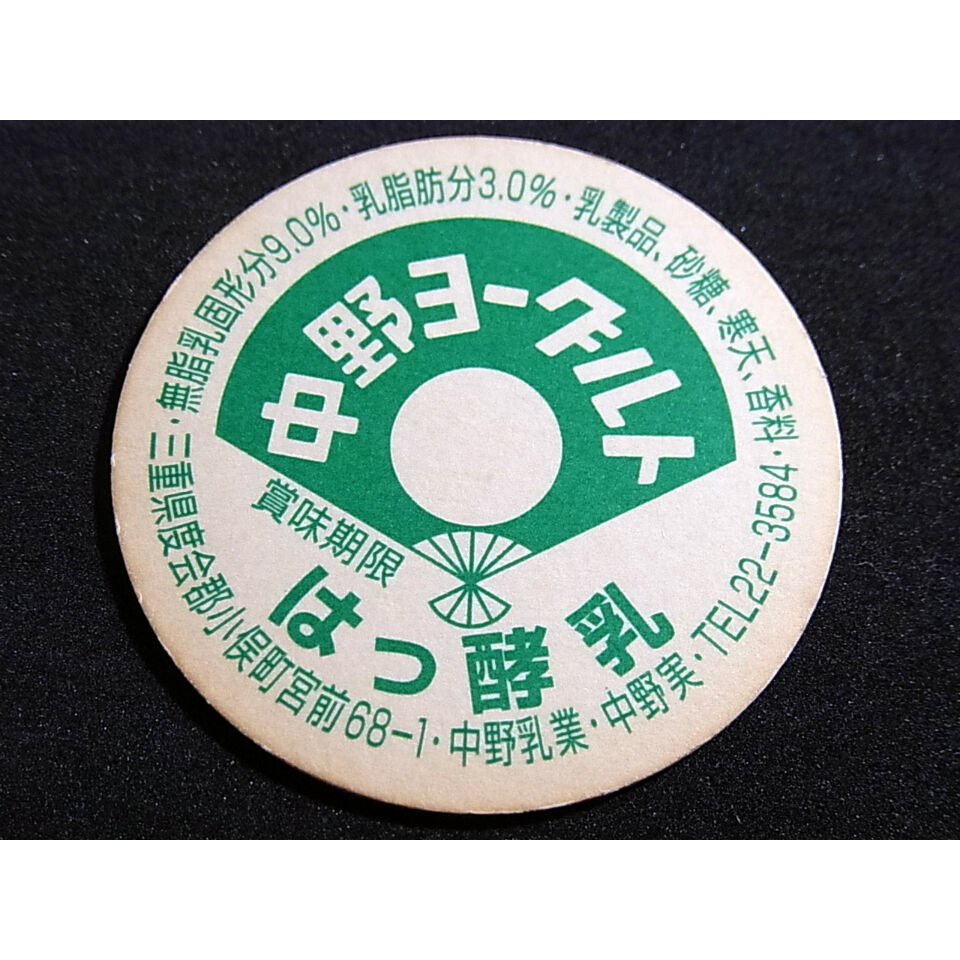 中野ヨーグルト
賞味期限
はっ酵乳
無脂乳固形分9.0%・乳脂肪分3.0%・乳製品、砂糖、寒天、香料・
三重県度会郡小俣町宮前68-1・中野乳業・中野実・TEL22-3584・